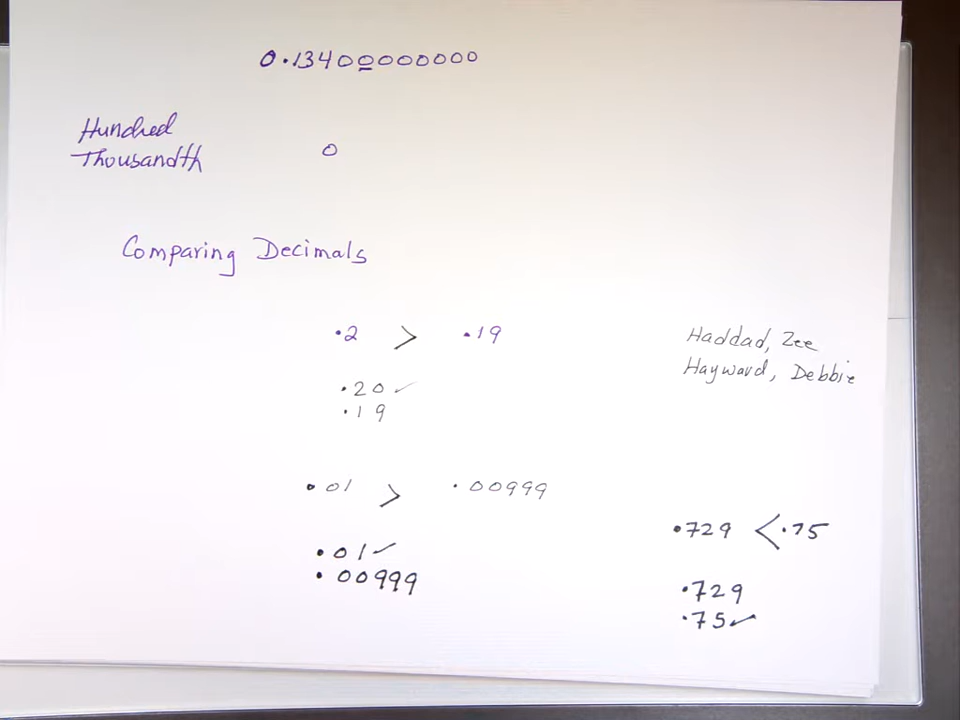 0.13400000000
Hundred
Thousandth 0
Comparing Decimals
.2 > .19
.20 ✓
.19
Haddad, Zee
Hayward, Debbie
.01 > .00999
.01 ✓
.00999
.729 < .75
.729
.75 ✓